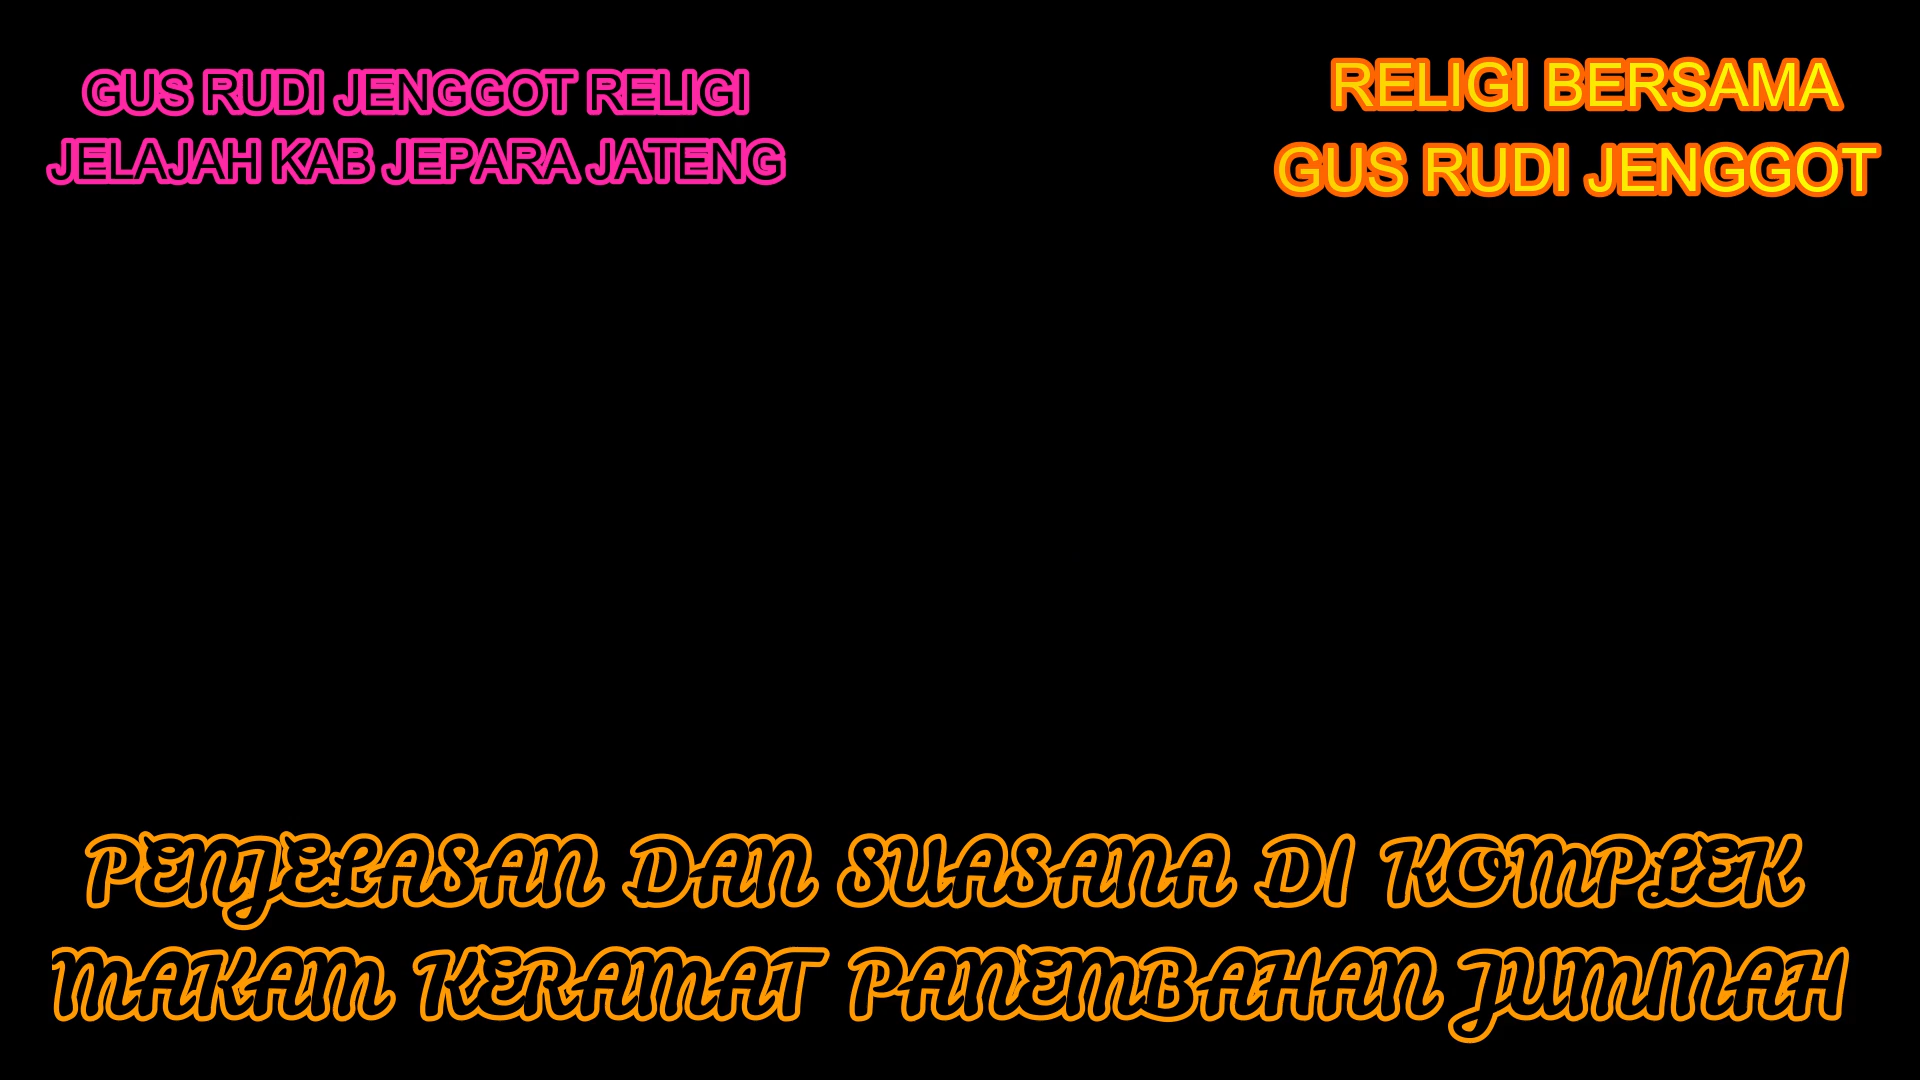 GUS RUDI JENGGOT RELIGI
JELAJAH KAB JEPARA JATENG
RELIGI BERSAMA
GUS RUDI JENGGOT
PENJELASAN DAN SUASANA DI KOMPLEK
MAKAM KERAMAT PANEMBAHAN JUMINAH